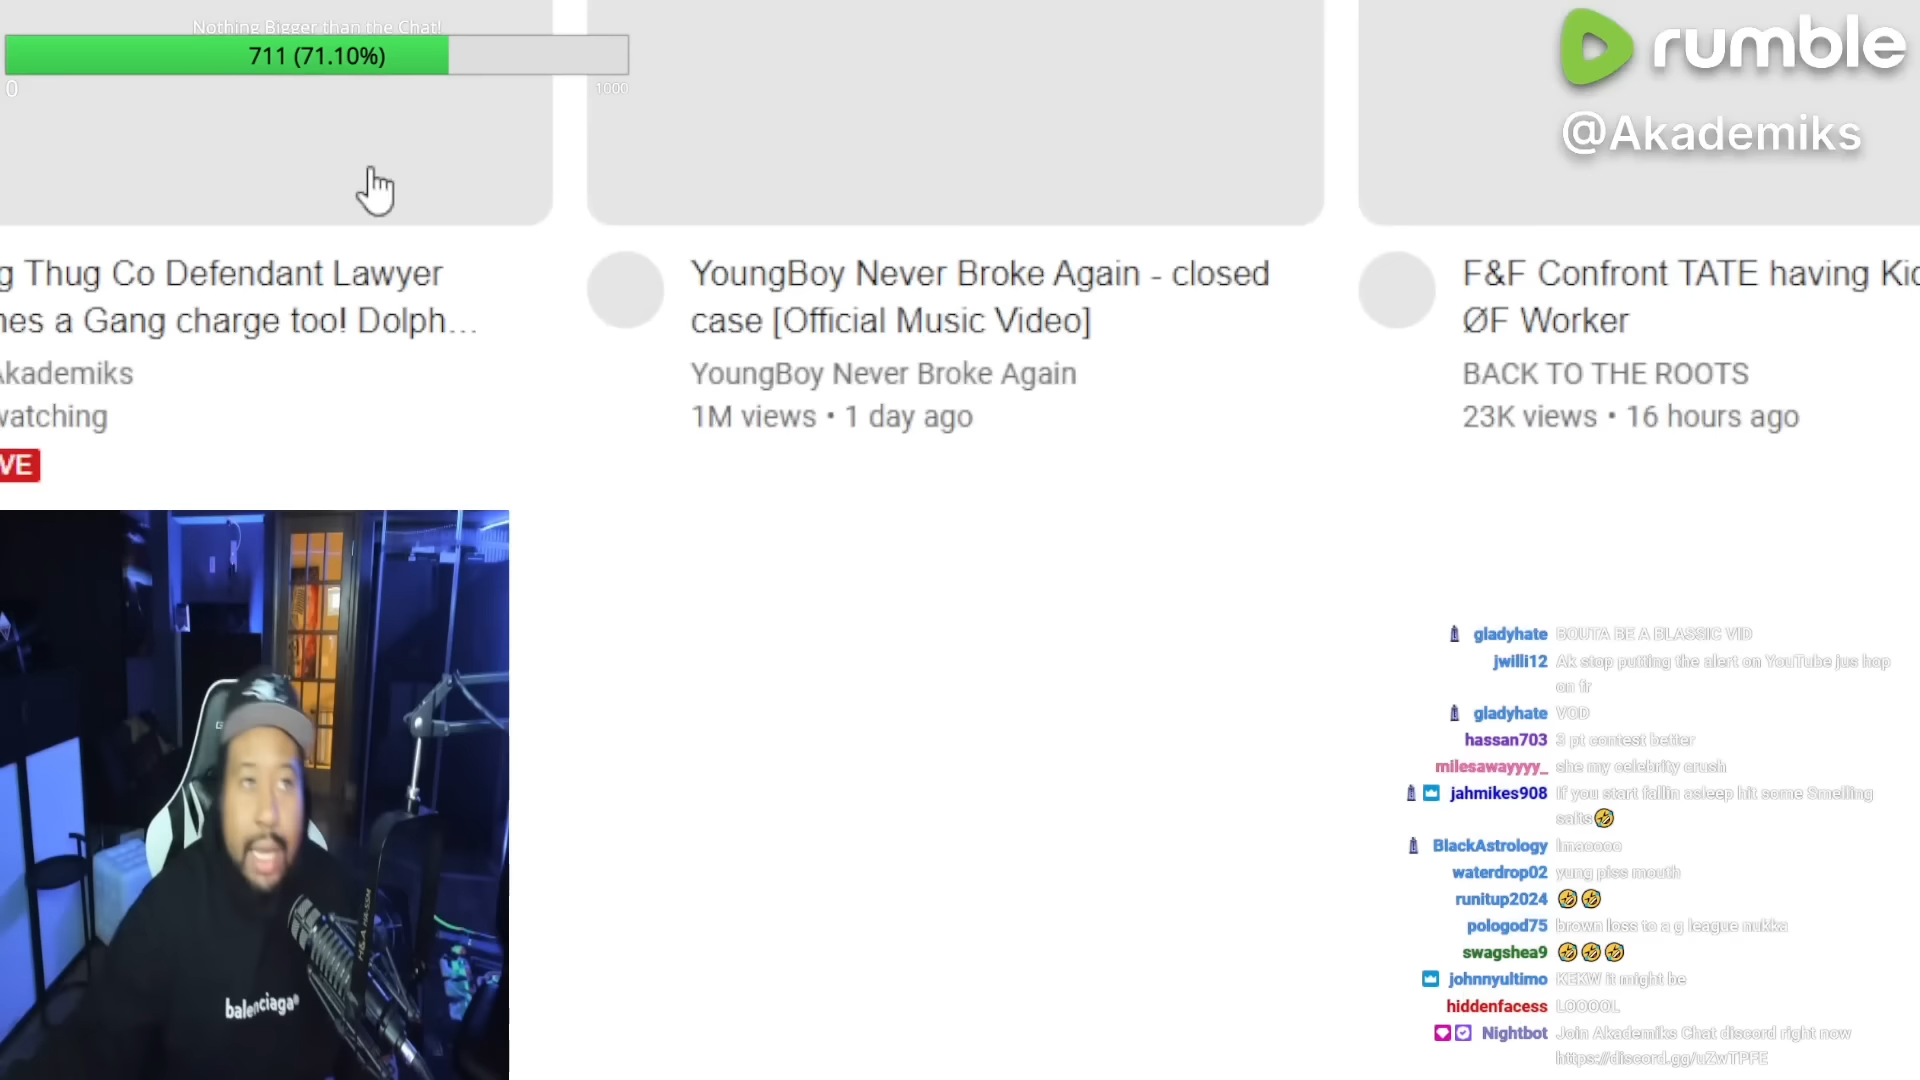 Nothing Bigger than the Chat!
711 (71.10%)
0
1000
rumble
@Akademiks
g Thug Co Defendant Lawyer
nes a Gang charge too! Dolph...
Akademiks
watching
VE
YoungBoy Never Broke Again - closed
case [Official Music Video]
YoungBoy Never Broke Again
1M views • 1 day ago
F&F Confront TATE having Kid
ØF Worker
BACK TO THE ROOTS
23K views • 16 hours ago
balenciaga
gladyhate BOUTA BE A BLASSIC VID
jwilli12 Ak stop putting the alert on YouTube jus hop
on fr
gladyhate VOD
hassan703 3 pt contest better
milesawayyyy_ she my celebrity crush
jahmikes908 If you start fallin asleep hit some Smelling
salts🤣
BlackAstrology lmaoooo
waterdrop02 yung piss mouth
runitup2024 🤣🤣
pologod75 brown loss to a g league nukka
swagshea9 🤣🤣🤣
johnnyultimo KEKW it might be
hiddenfacess LOOOOL
Nightbot Join Akademiks Chat discord right now
https://discord.gg/uZwTPFE